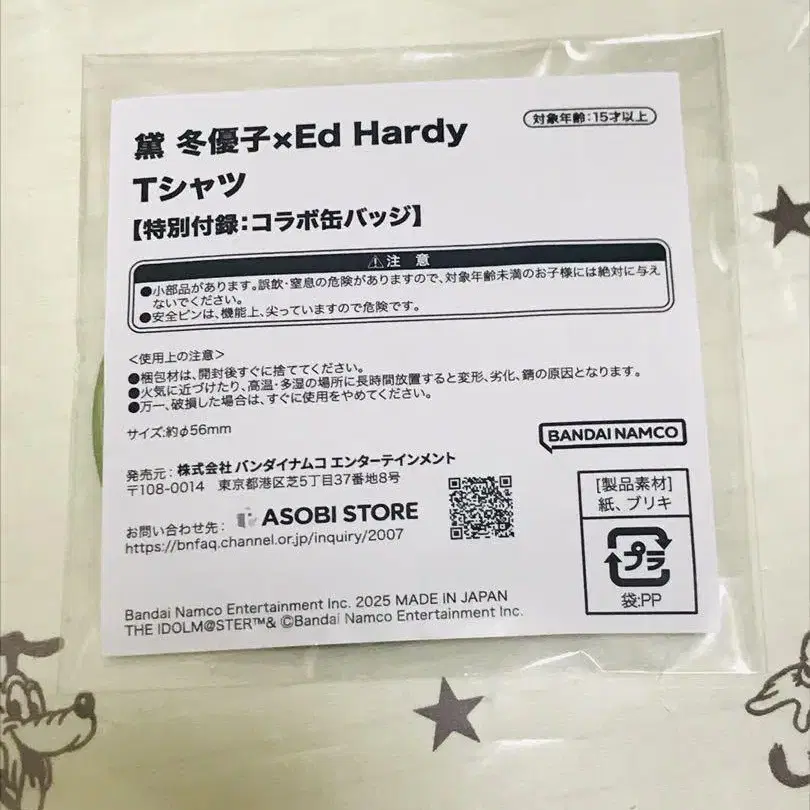 黛 冬優子×Ed Hardy
Tシャツ
【特別付録:コラボ缶バッジ】
対象年齢:15才以上
⚠注 意
●小部品があります。誤飲・窒息の危険がありますので、対象年齢未満のお子様には絶対に与え
ないでください。
●安全ピンは、機能上、尖っていますので危険です。
<使用上の注意>
●梱包材は、開封後すぐに捨ててください。
●火気に近づけたり、高温・多湿の場所に長時間放置すると変形、劣化、錆の原因となります。
●万一、破損した場合は、すぐに使用をやめてください。
サイズ:約φ56mm
BANDAI NAMCO
発売元: 株式会社 バンダイナムコ エンターテインメント
〒108-0014 東京都港区芝5丁目37番地8号
お問い合わせ先: ASOBI STORE
https://bnfaq.channel.or.jp/inquiry/2007
[製品素材]
紙、ブリキ
プラ
袋:PP
Bandai Namco Entertainment Inc. 2025 MADE IN JAPAN
THE IDOLM@STER™& ©Bandai Namco Entertainment Inc.